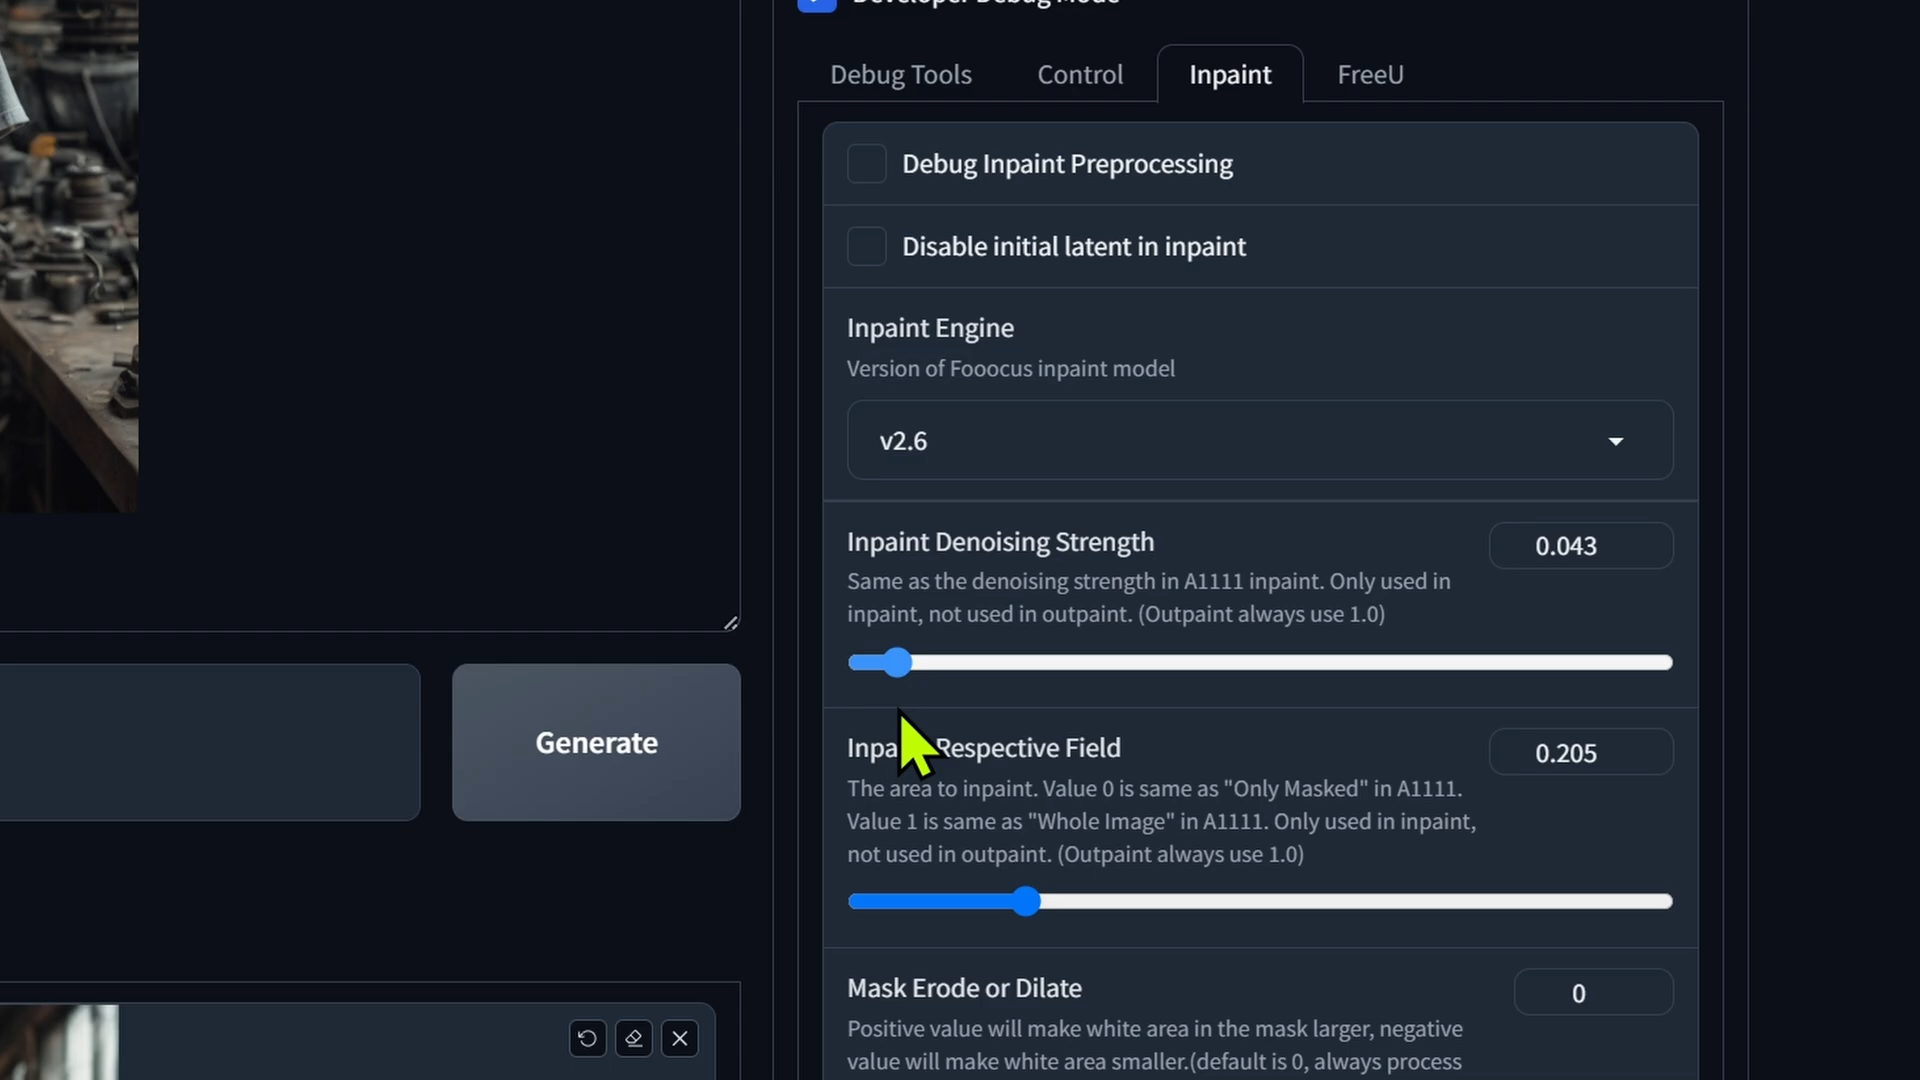 Developer Debug Mode
Debug Tools
Control
Inpaint
FreeU
Debug Inpaint Preprocessing
Disable initial latent in inpaint
Inpaint Engine
Version of Fooocus inpaint model
v2.6
Inpaint Denoising Strength
0.043
Same as the denoising strength in A1111 inpaint. Only used in
inpaint, not used in outpaint. (Outpaint always use 1.0)
Generate
Respective Field
0.205
The area to inpaint. Value 0 is same as "Only Masked" in A1111.
Value 1 is same as "Whole Image" in A1111. Only used in inpaint,
not used in outpaint. (Outpaint always use 1.0)
Mask Erode or Dilate
0
Positive value will make white area in the mask larger, negative
value will make white area smaller.(default is 0, always process